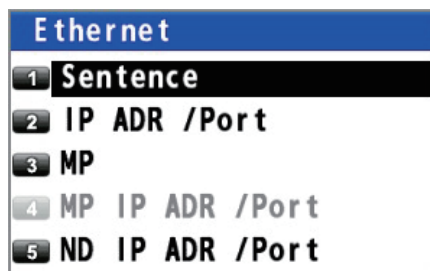 Ethernet
1 Sentence
2 IP ADR /Port
3 MP
4 MP IP ADR /Port
5 ND IP ADR /Port